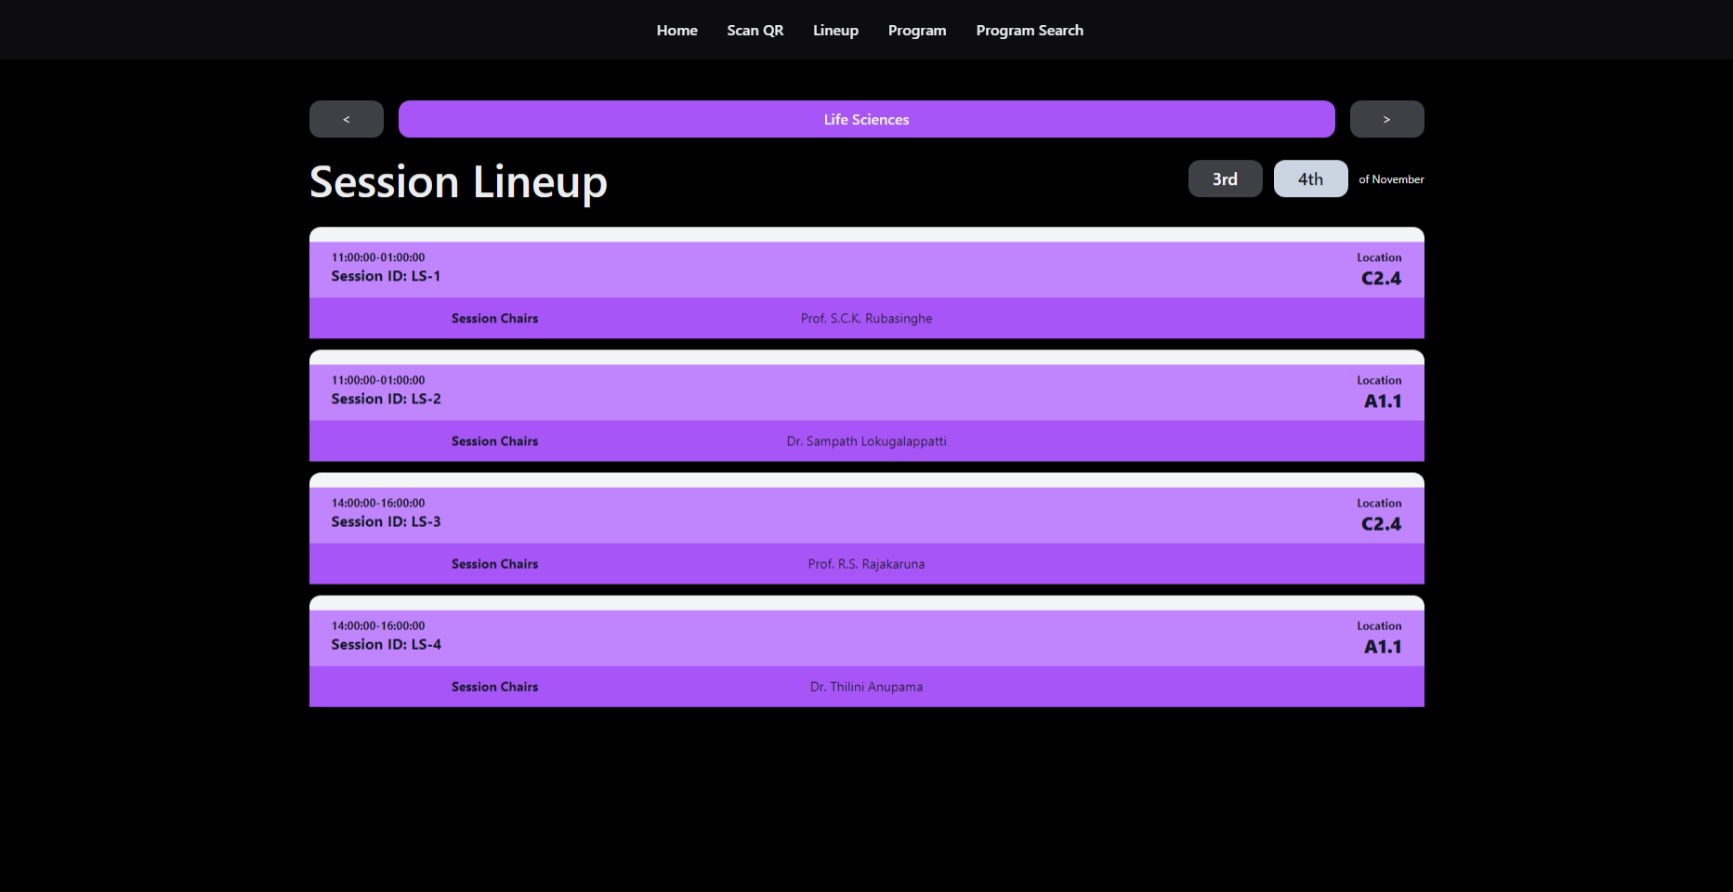 Home Scan QR Lineup Program Program Search
< Life Sciences >
Session Lineup 3rd 4th of November
11:00:00-01:00:00 Location
Session ID: LS-1 C2.4
Session Chairs Prof. S.C.K. Rubasinghe
11:00:00-01:00:00 Location
Session ID: LS-2 A1.1
Session Chairs Dr. Sampath Lokugalappatti
14:00:00-16:00:00 Location
Session ID: LS-3 C2.4
Session Chairs Prof. R.S. Rajakaruna
14:00:00-16:00:00 Location
Session ID: LS-4 A1.1
Session Chairs Dr. Thilini Anupama